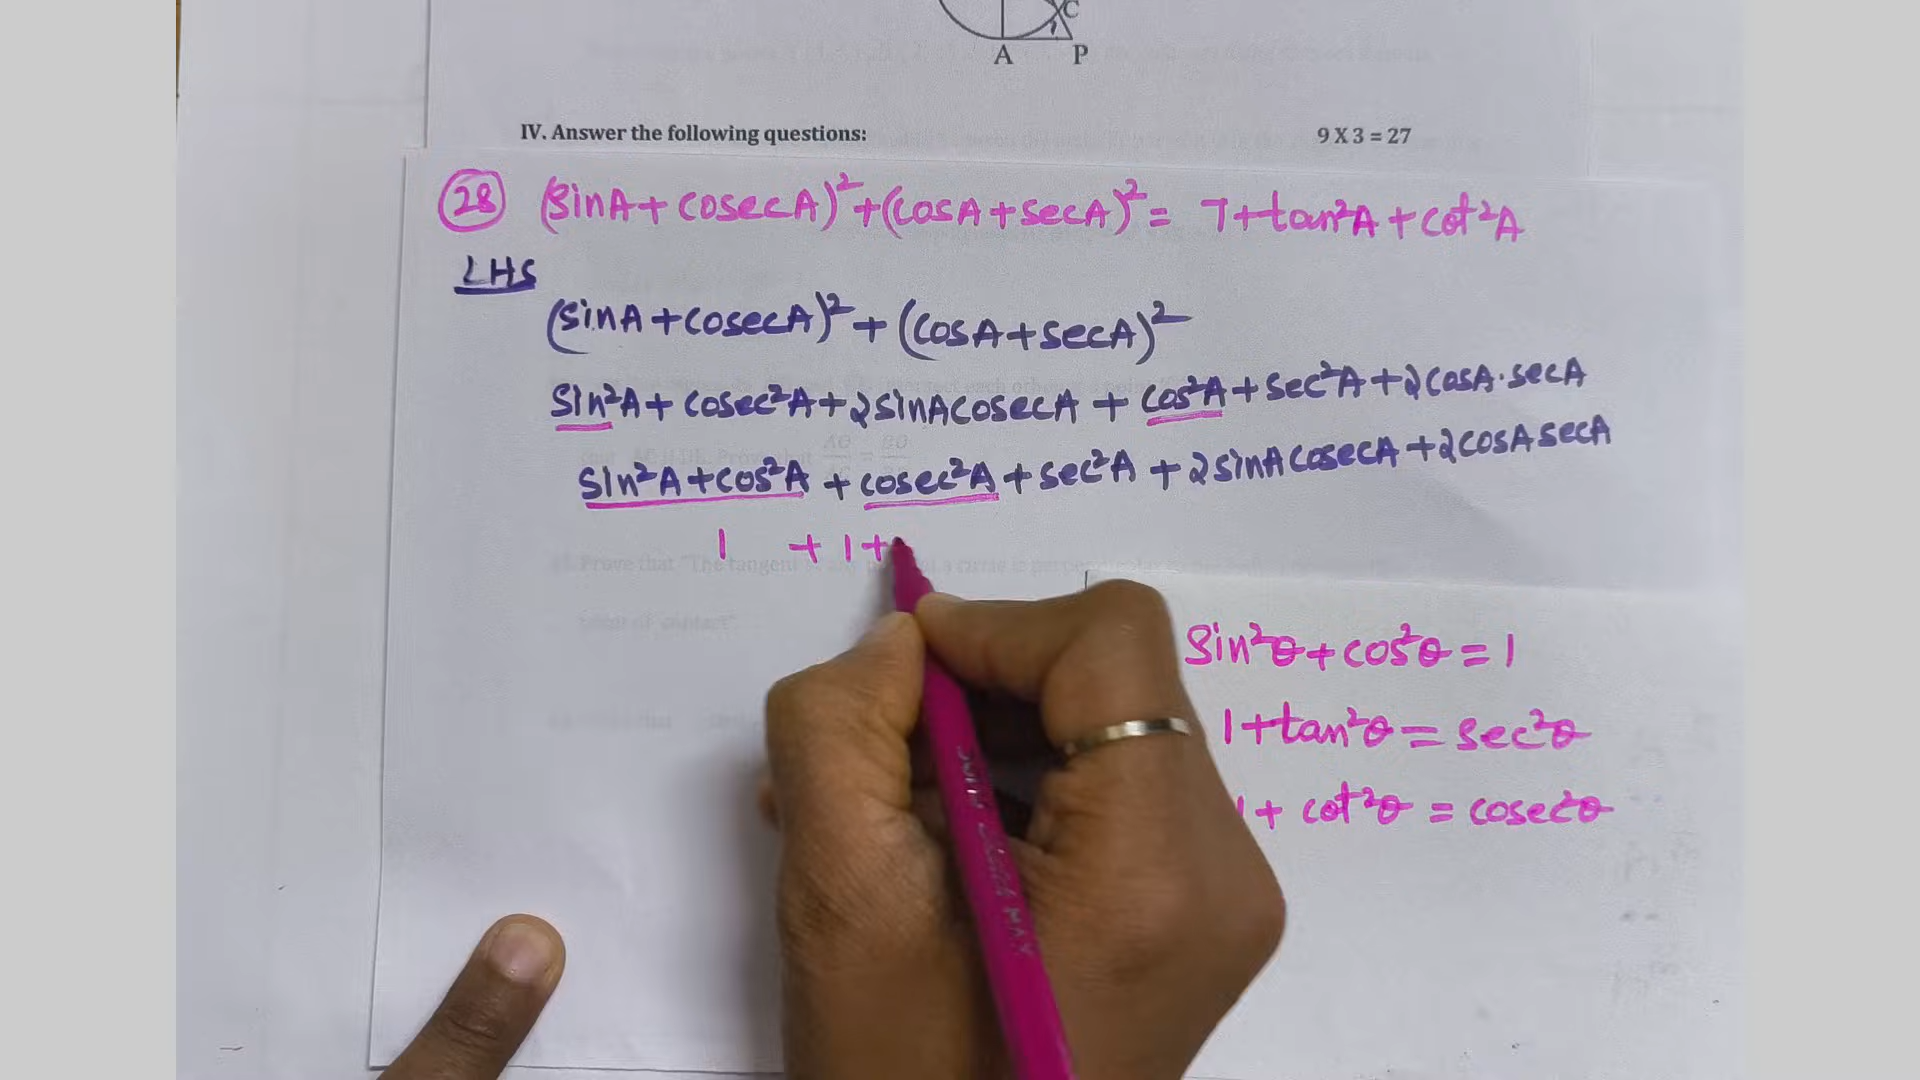 C
A P
IV. Answer the following questions: 9 X 3 = 27
28 (sinA + cosecA)² + (cosA + secA)² = 7 + tan²A + cot²A
LHS
(sinA + cosecA)² + (cosA + secA)²
sin²A + cosec²A + 2sinAcosecA + cos²A + sec²A + 2cosA·secA
sin²A + cos²A + cosec²A + sec²A + 2sinAcosecA + 2cosAsecA
1 + 1 +
sin²θ + cos²θ = 1
1 + tan²θ = sec²θ
1 + cot²θ = cosec²θ